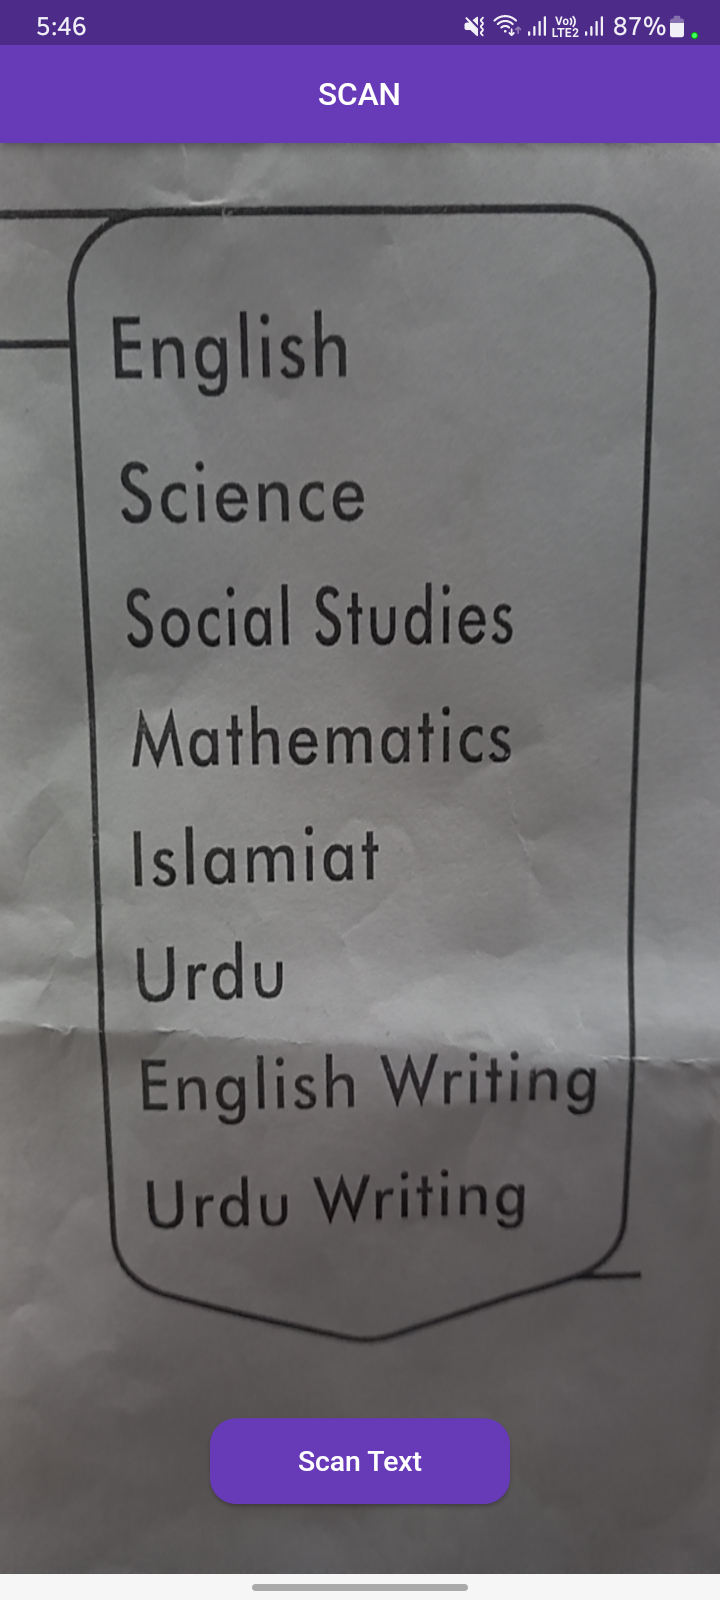 5:46 Vo)) LTE2 87%
SCAN
English
Science
Social Studies
Mathematics
Islamiat
Urdu
English Writing
Urdu Writing
Scan Text